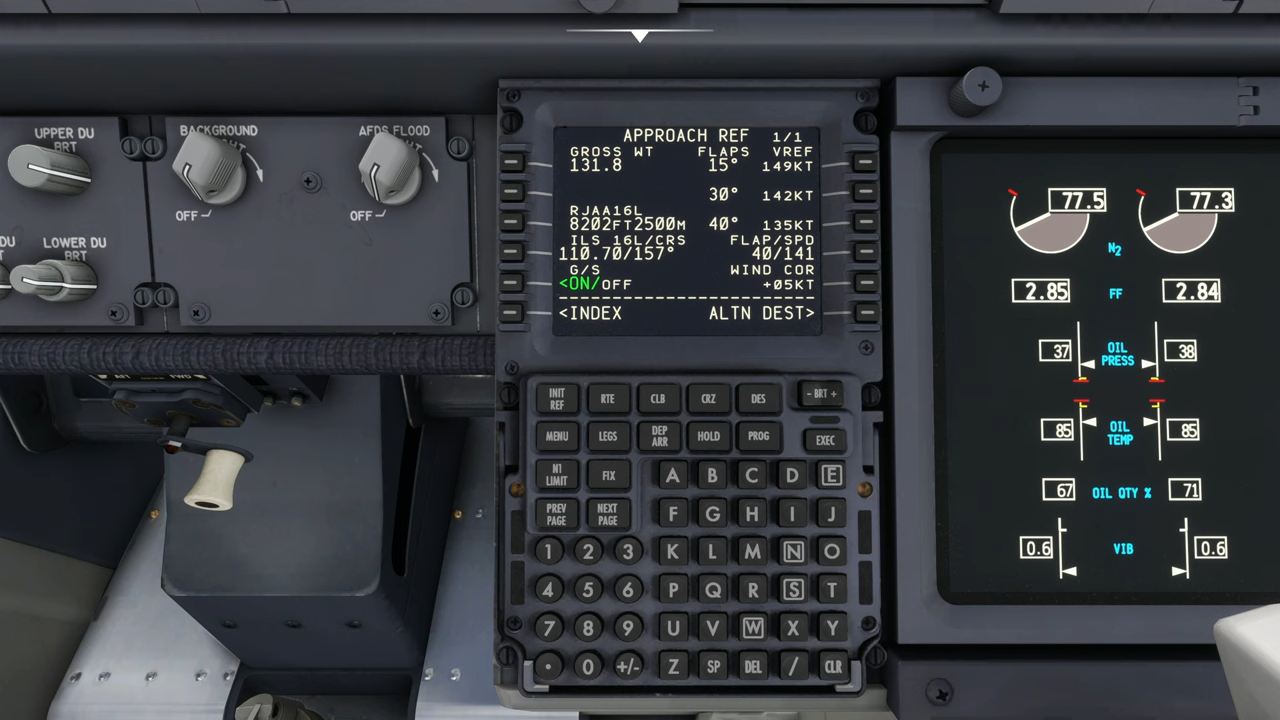 UPPER DU
BRT
BACKGROUND
AFDS FLOOD
OFF
OFF
LOWER DU
BRT
DU
APPROACH REF 1/1
GROSS WT FLAPS VREF
131.8 15° 149KT
30° 142KT
RJAA16L
8202FT2500M 40° 135KT
ILS 16L/CRS FLAP/SPD
110.70/157° 40/141
G/S WIND COR
<ON/OFF +05KT
--------------------------------
<INDEX ALTN DEST>
INIT REF
RTE
CLB
CRZ
DES
- BRT +
MENU
LEGS
DEP ARR
HOLD
PROG
EXEC
N1 LIMIT
FIX
A B C D E
PREV PAGE
NEXT PAGE
F G H I J
1 2 3 K L M N O
4 5 6 P Q R S T
7 8 9 U V W X Y
. 0 +/- Z SP DEL / CLR
77.5 77.3
N2
2.85 FF 2.84
37 OIL PRESS 38
85 OIL TEMP 85
67 OIL QTY % 71
0.6 VIB 0.6
AFT FWD